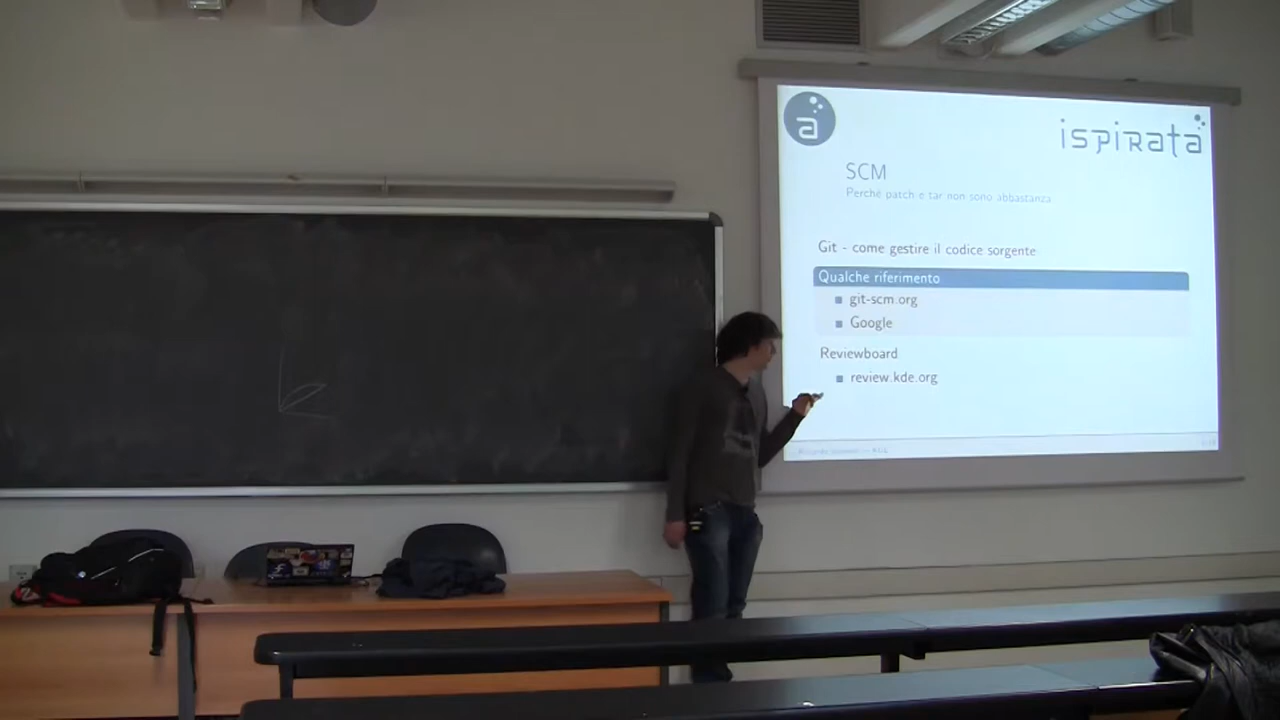 a
ispirata
SCM
Perché patch e tar non sono abbastanza
Git - come gestire il codice sorgente
Qualche riferimento
git-scm.org
Google
Reviewboard
review.kde.org